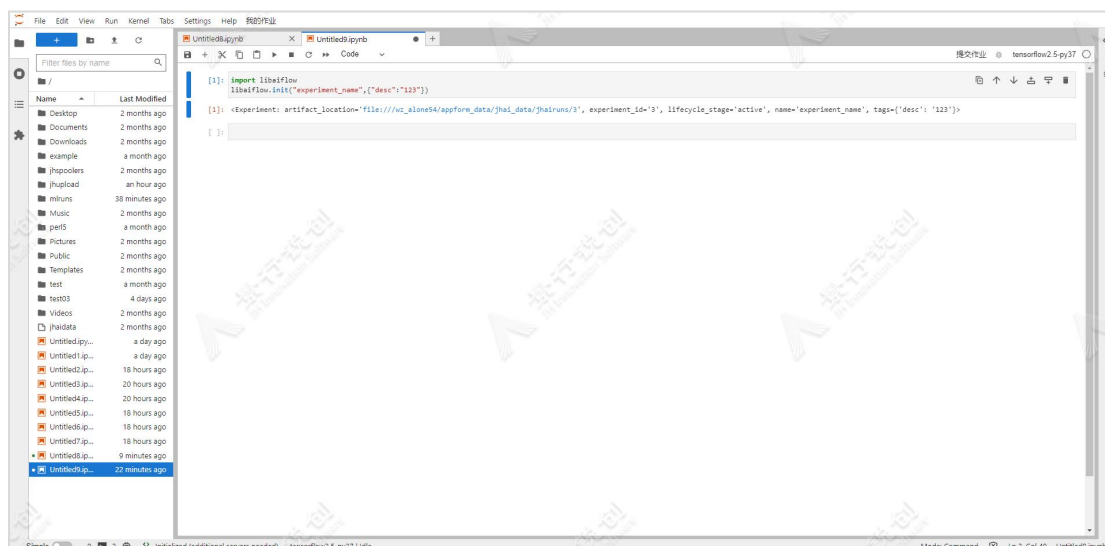 File Edit View Run Kernel Tabs Settings Help 我的作业
Untitled8.ipynb
Untitled9.ipynb
Code
提交作业 tensorflow2.5-py37
Filter files by name
/
Name Last Modified
Desktop 2 months ago
Documents 2 months ago
Downloads 2 months ago
example a month ago
jhspoolers 2 months ago
jhupload an hour ago
mlruns 38 minutes ago
Music 2 months ago
perl5 a month ago
Pictures 2 months ago
Public 2 months ago
Templates 2 months ago
test a month ago
test03 4 days ago
Videos 2 months ago
jhaidata 2 months ago
Untitled.ipy... a day ago
Untitled1.ip... a day ago
Untitled2.ip... 18 hours ago
Untitled3.ip... 20 hours ago
Untitled4.ip... 20 hours ago
Untitled5.ip... 18 hours ago
Untitled6.ip... 18 hours ago
Untitled7.ip... 18 hours ago
Untitled8.ip... 9 minutes ago
Untitled9.ip... 22 minutes ago
[1]: import libaiflow
libaiflow.init("experiment_name",{"desc":"123"})
[1]: <Experiment: artifact_location='file:///wz_alone54/appform_data/jhai_data/jhairuns/3', experiment_id='3', lifecycle_stage='active', name='experiment_name', tags={'desc': '123'}>
[ ]: